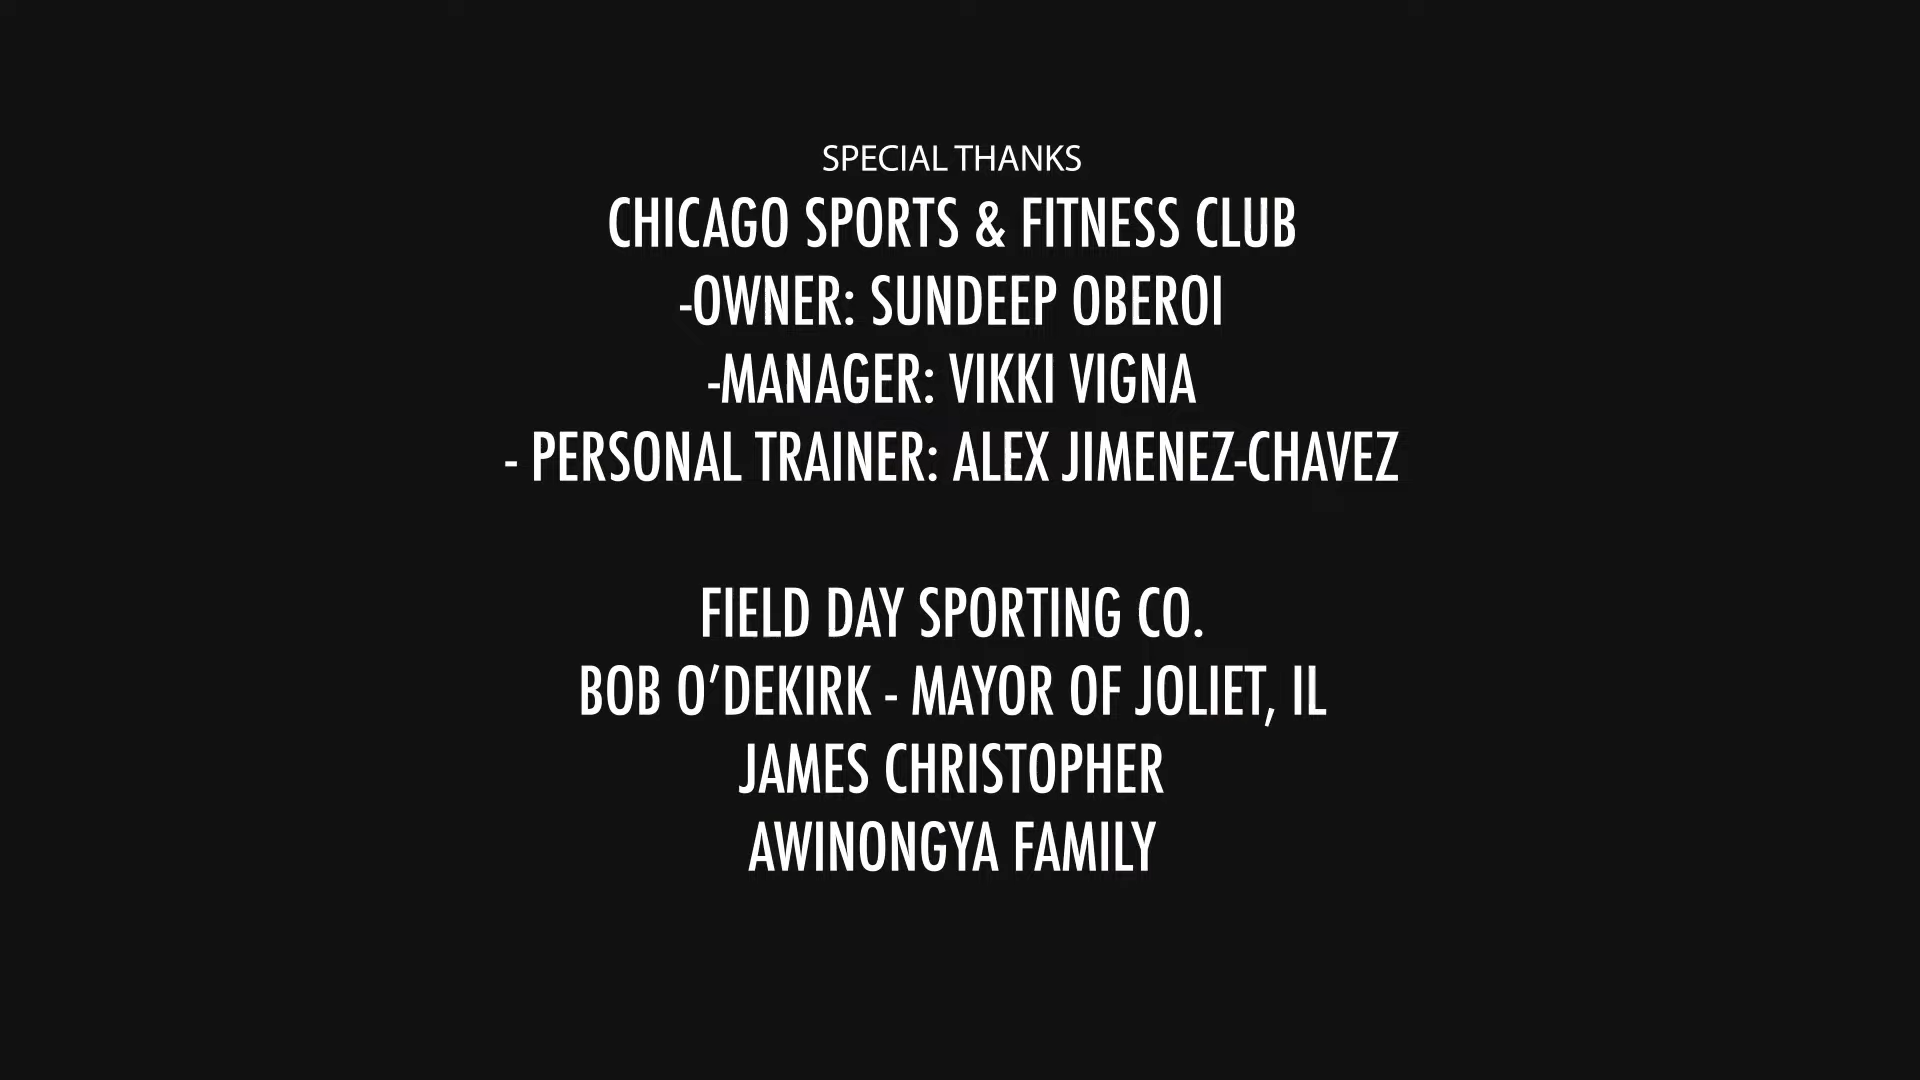 SPECIAL THANKS
CHICAGO SPORTS & FITNESS CLUB
-OWNER: SUNDEEP OBEROI
-MANAGER: VIKKI VIGNA
- PERSONAL TRAINER: ALEX JIMENEZ-CHAVEZ
FIELD DAY SPORTING CO.
BOB O’DEKIRK - MAYOR OF JOLIET, IL
JAMES CHRISTOPHER
AWINONGYA FAMILY